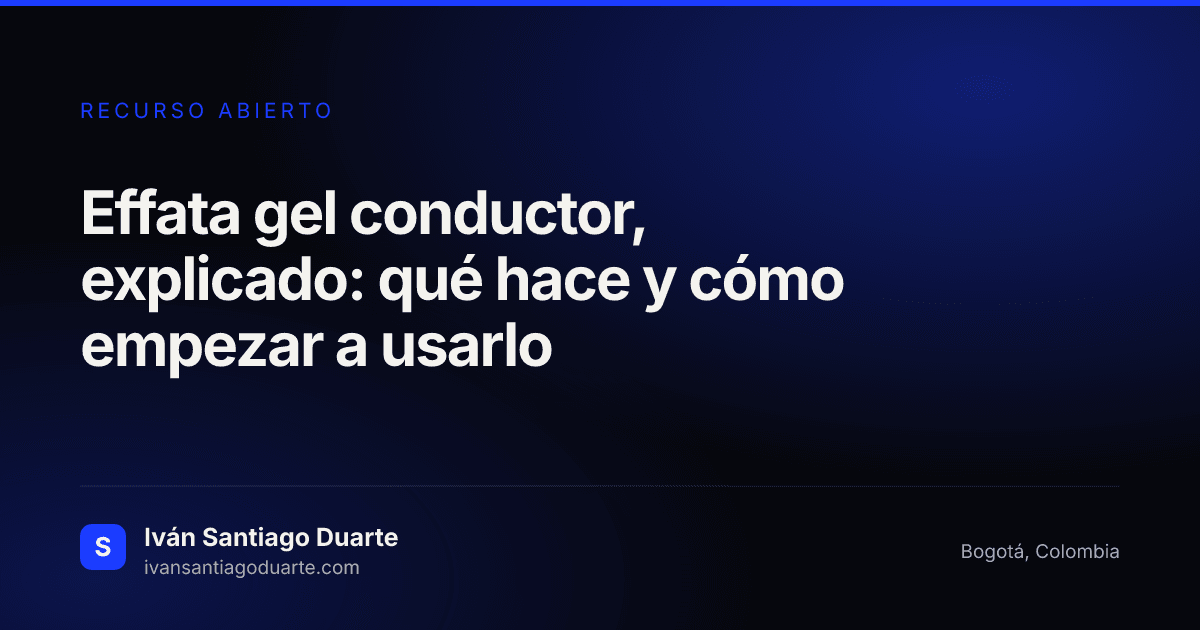 RECURSO ABIERTO
Effata gel conductor,
explicado: qué hace y cómo
empezar a usarlo
S
Iván Santiago Duarte
ivansantiagoduarte.com
Bogotá, Colombia